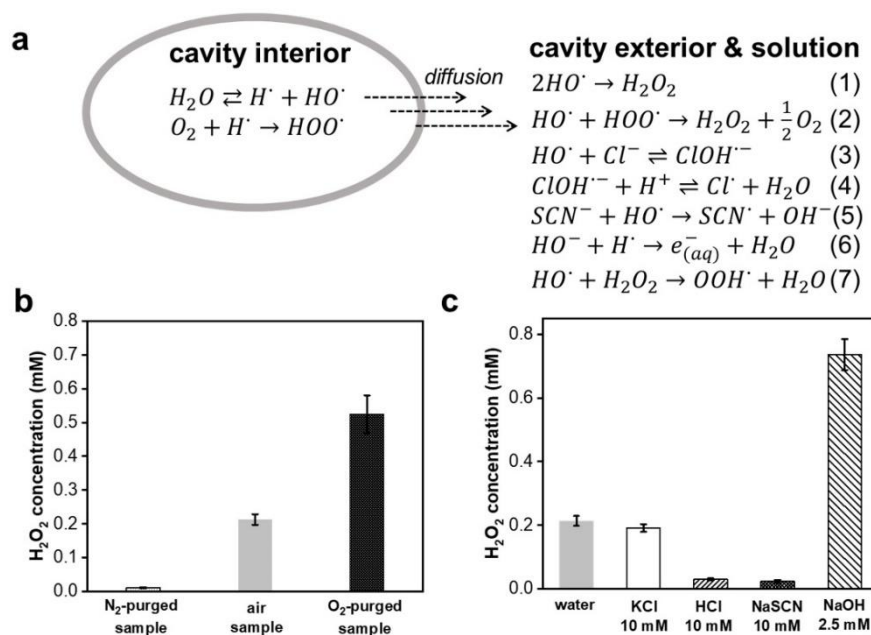 a
cavity interior
H₂O ⇌ H˙ + HO˙
O₂ + H˙ → HOO˙
diffusion
cavity exterior & solution
2HO˙ → H₂O₂ (1)
HO˙ + HOO˙ → H₂O₂ + ½O₂ (2)
HO˙ + Cl⁻ ⇌ ClOH˙⁻ (3)
ClOH˙⁻ + H⁺ ⇌ Cl˙ + H₂O (4)
SCN⁻ + HO˙ → SCN˙ + OH⁻ (5)
HO⁻ + H˙ → e⁻(aq) + H₂O (6)
HO˙ + H₂O₂ → OOH˙ + H₂O (7)
b
H₂O₂ concentration (mM)
0.8
0.7
0.6
0.5
0.4
0.3
0.2
0.1
0.0
N₂-purged sample
air sample
O₂-purged sample
c
H₂O₂ concentration (mM)
0.8
0.4
0.2
0.0
water
KCl 10 mM
HCl 10 mM
NaSCN 10 mM
NaOH 2.5 mM